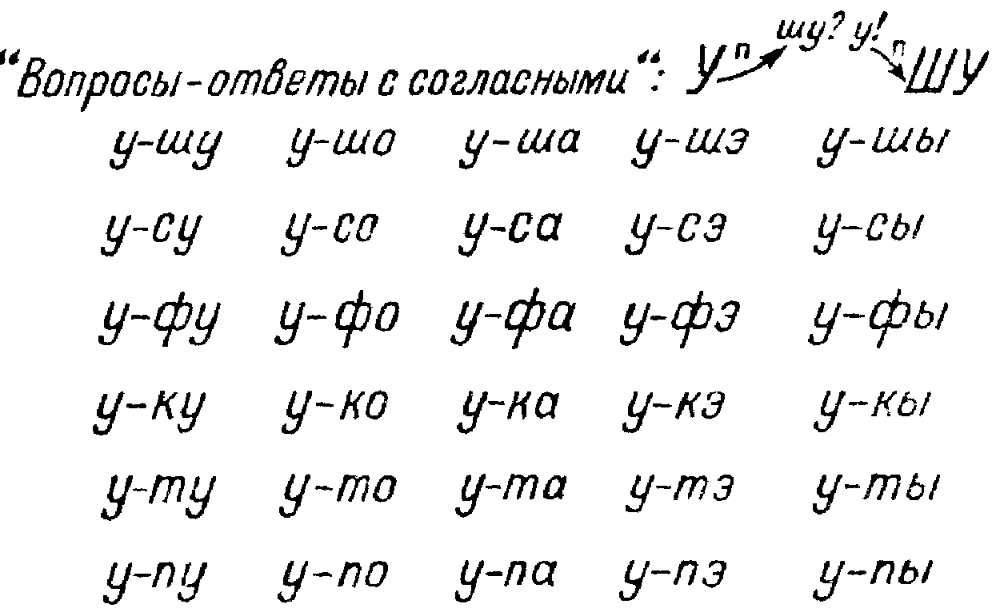 шу? у!
“Вопросы-ответы с согласными“: Уп п ШУ
у-шу у-шо у-ша у-шэ у-шы
у-су у-со у-са у-сэ у-сы
у-фу у-фо у-фа у-фэ у-фы
у-ку у-ко у-ка у-кэ у-кы
у-ту у-то у-та у-тэ у-ты
у-пу у-по у-па у-пэ у-пы